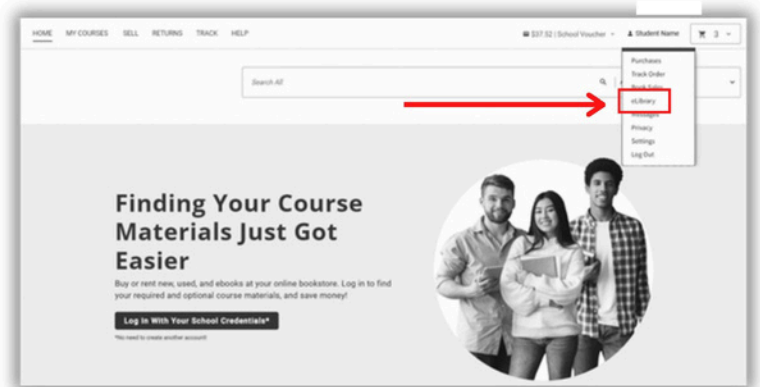 HOME MY COURSES SELL RETURNS TRACK HELP $37.52 | School Voucher Student Name 3
Search All
Purchases
Track Order
Book Sales
eLibrary
Messages
Privacy
Settings
Log Out
Finding Your Course
Materials Just Got
Easier
Buy or rent new, used, and ebooks at your online bookstore. Log in to find
your required and optional course materials, and save money!
Log In With Your School Credentials*
*No need to create another account!